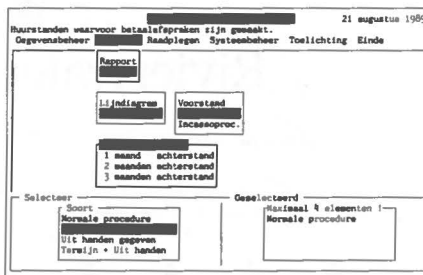 21 augustus 1989
Huurstanden waarvoor betaalafspraken zijn gemaakt.
Gegevensbeheer Raadplegen Systeembeheer Toelichting Einde
Rapport
Lijndiagram
Voorstand
Incassoproc.
1 maand achterstand
2 maanden achterstand
3 maanden achterstand
Selecteer
Soort
Normale procedure
Uit handen gegeven
Termijn + Uit handen
Geselecteerd
Maximaal 4 elementen !
Normale procedure